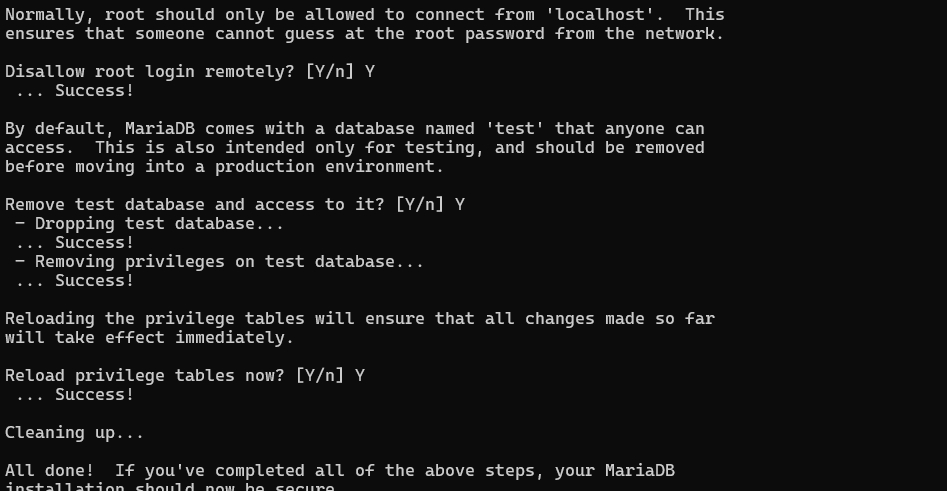 Normally, root should only be allowed to connect from 'localhost'.  This
ensures that someone cannot guess at the root password from the network.

Disallow root login remotely? [Y/n] Y
 ... Success!

By default, MariaDB comes with a database named 'test' that anyone can
access.  This is also intended only for testing, and should be removed
before moving into a production environment.

Remove test database and access to it? [Y/n] Y
 - Dropping test database...
 ... Success!
 - Removing privileges on test database...
 ... Success!

Reloading the privilege tables will ensure that all changes made so far
will take effect immediately.

Reload privilege tables now? [Y/n] Y
 ... Success!

Cleaning up...

All done!  If you've completed all of the above steps, your MariaDB
installation should now be secure.